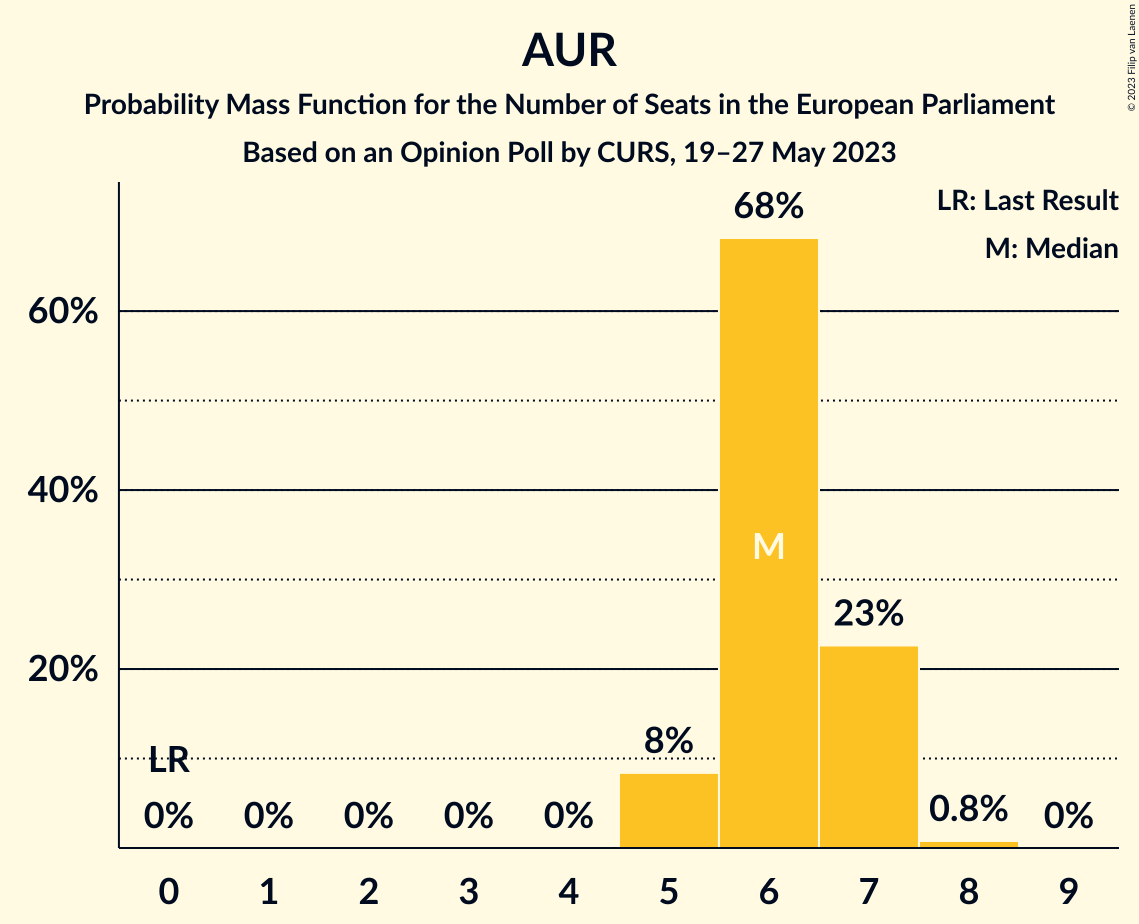 AUR
Probability Mass Function for the Number of Seats in the European Parliament
Based on an Opinion Poll by CURS, 19–27 May 2023
© 2023 Filip van Laenen
LR: Last Result
M: Median
68%
60%
40%
M
23%
20%
8%
LR
0% 0% 0% 0% 0% 0.8% 0%
0 1 2 3 4 5 6 7 8 9